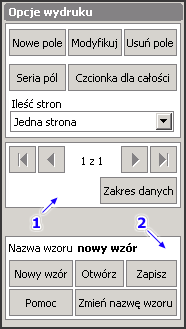 Opcje wydruku
Nowe pole Modyfikuj Usuń pole
Seria pól Czcionka dla całości
Ilesć stron
Jedna strona
1 z 1
Zakres danych
1 2
Nazwa wzoru nowy wzór
Nowy wzór Otwórz Zapisz
Pomoc Zmień nazwę wzoru